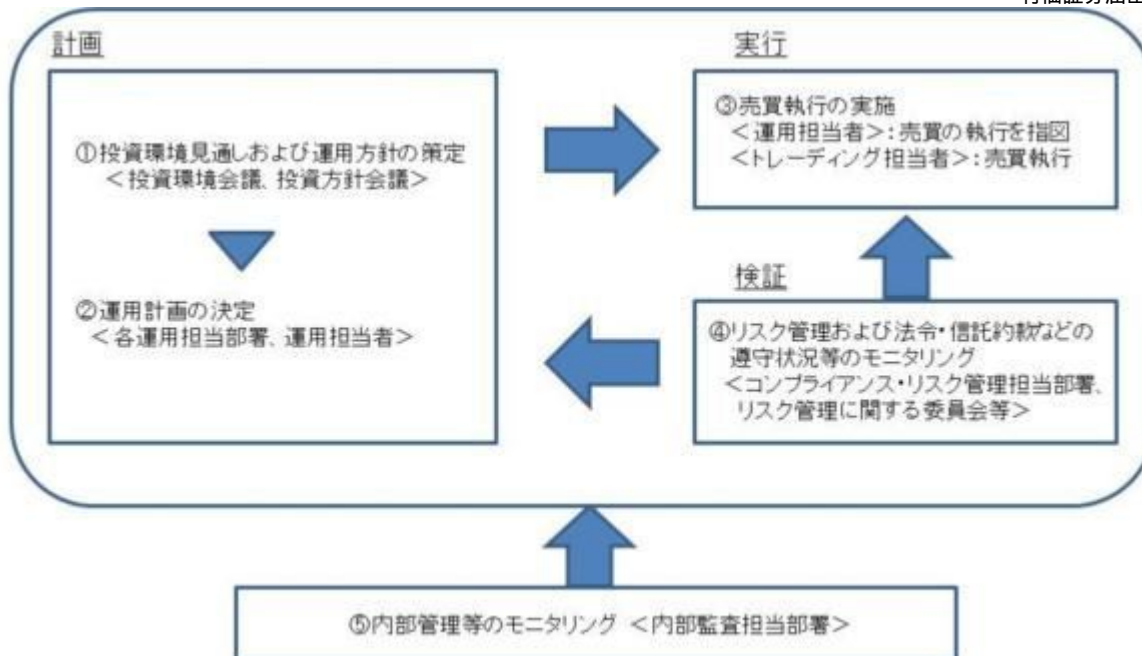 計画
①投資環境見通しおよび運用方針の策定
＜投資環境会議、投資方針会議＞
②運用計画の決定
＜各運用担当部署、運用担当者＞
実行
③売買執行の実施
＜運用担当者＞：売買の執行を指図
＜トレーディング担当者＞：売買執行
検証
④リスク管理および法令・信託約款などの
遵守状況等のモニタリング
＜コンプライアンス・リスク管理担当部署、
リスク管理に関する委員会等＞
⑤内部管理等のモニタリング ＜内部監査担当部署＞